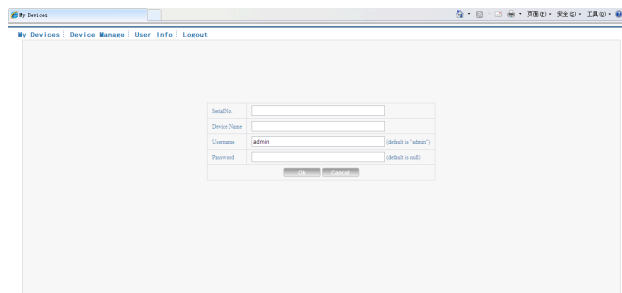 My Devices
页面(P) 安全(S) 工具(O)
My Devices Device Manage User Info Logout
SerialNo.
Device Name
Username admin (default is "admin")
Password (default is null)
Ok Cancel